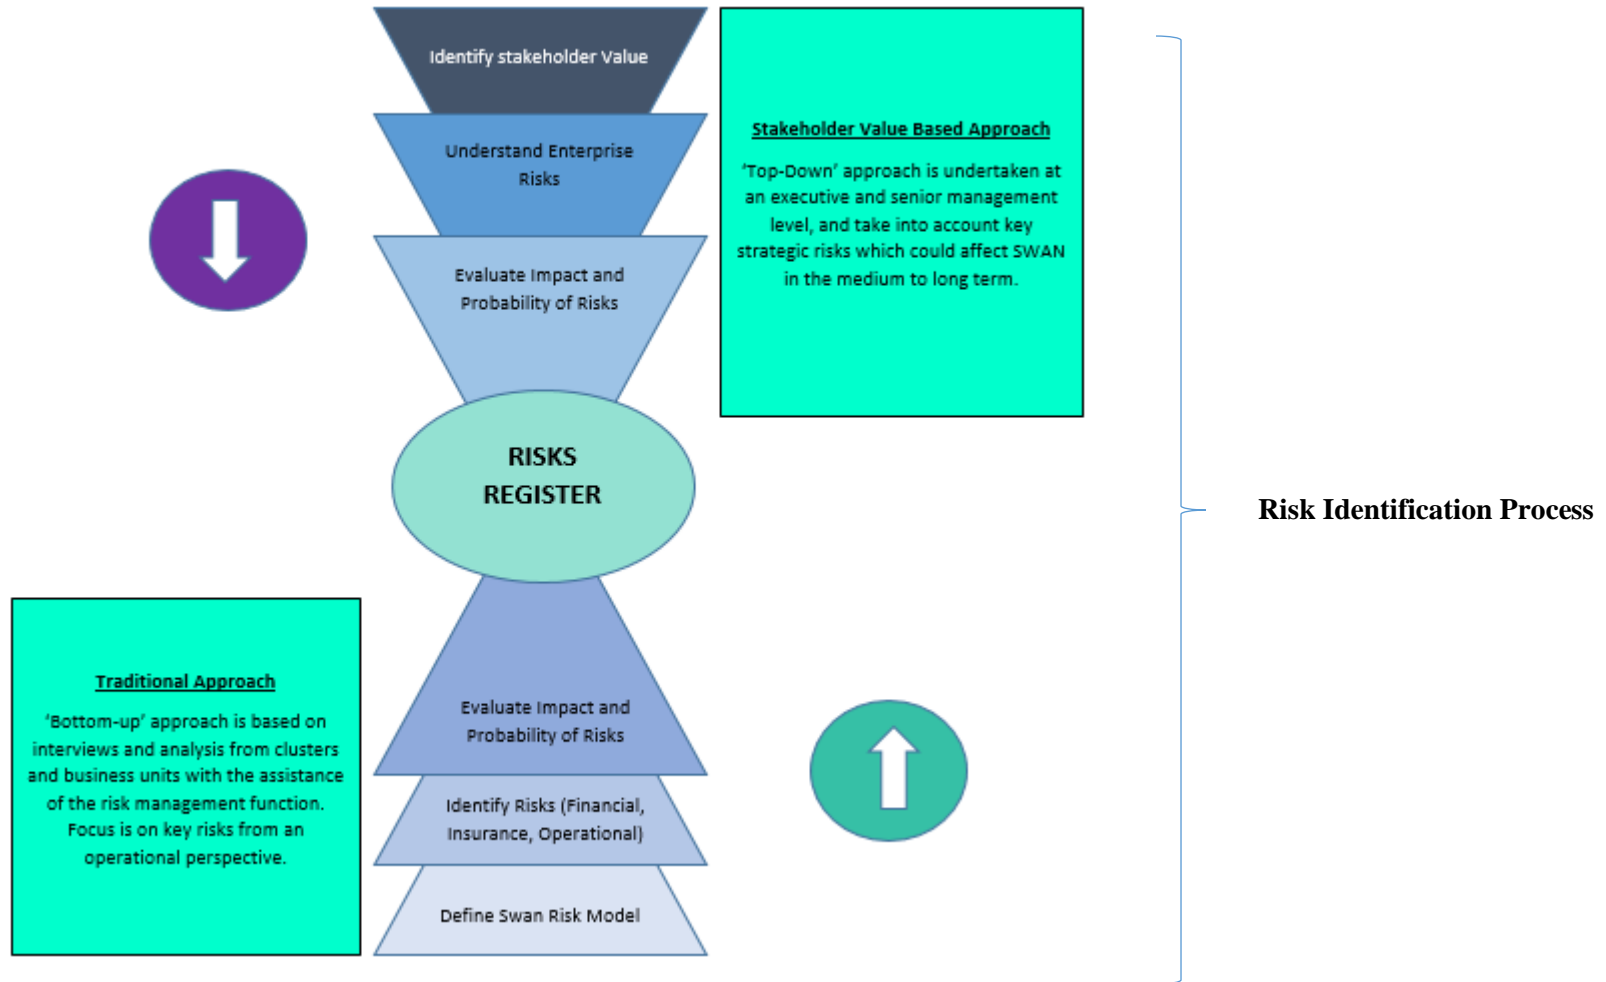 Identify stakeholder Value
Understand Enterprise
Risks
Evaluate Impact and
Probability of Risks
Stakeholder Value Based Approach
'Top-Down' approach is undertaken at
an executive and senior management
level, and take into account key
strategic risks which could affect SWAN
in the medium to long term.
RISKS
REGISTER
Risk Identification Process
Traditional Approach
'Bottom-up' approach is based on
interviews and analysis from clusters
and business units with the assistance
of the risk management function.
Focus is on key risks from an
operational perspective.
Evaluate Impact and
Probability of Risks
Identify Risks (Financial,
Insurance, Operational)
Define Swan Risk Model